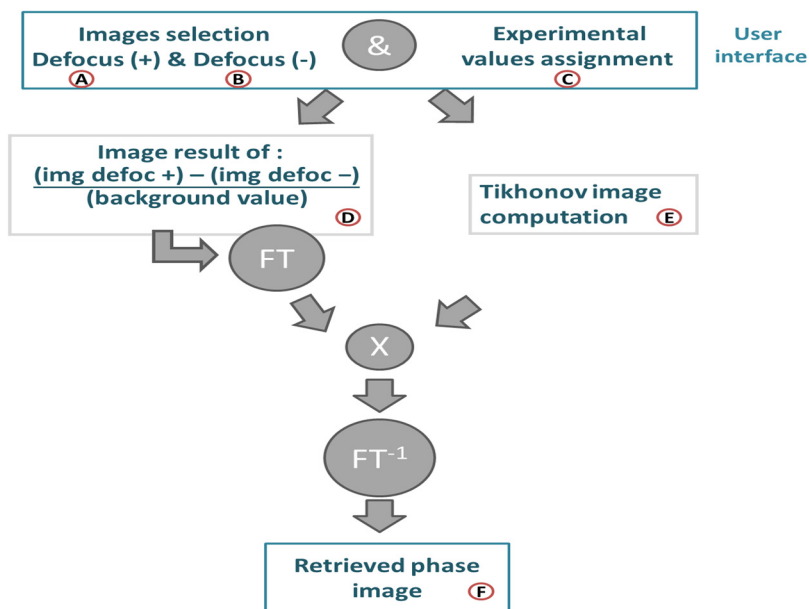 Images selection
Defocus (+) & Defocus (-)
A
B
&
Experimental
values assignment
C
User
interface
Image result of :
(img defoc +) – (img defoc –)
(background value)
D
Tikhonov image
computation E
FT
X
FT-1
Retrieved phase
image F